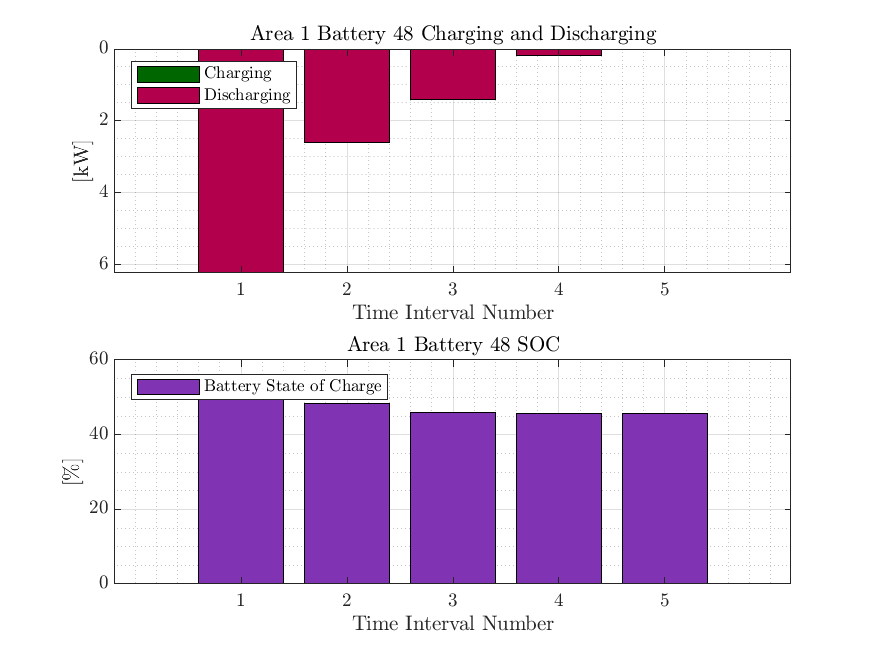 Area 1 Battery 48 Charging and Discharging
0
2
4
6
[kW]
Charging
Discharging
1 2 3 4 5
Time Interval Number
Area 1 Battery 48 SOC
60
40
20
0
[%]
Battery State of Charge
1 2 3 4 5
Time Interval Number